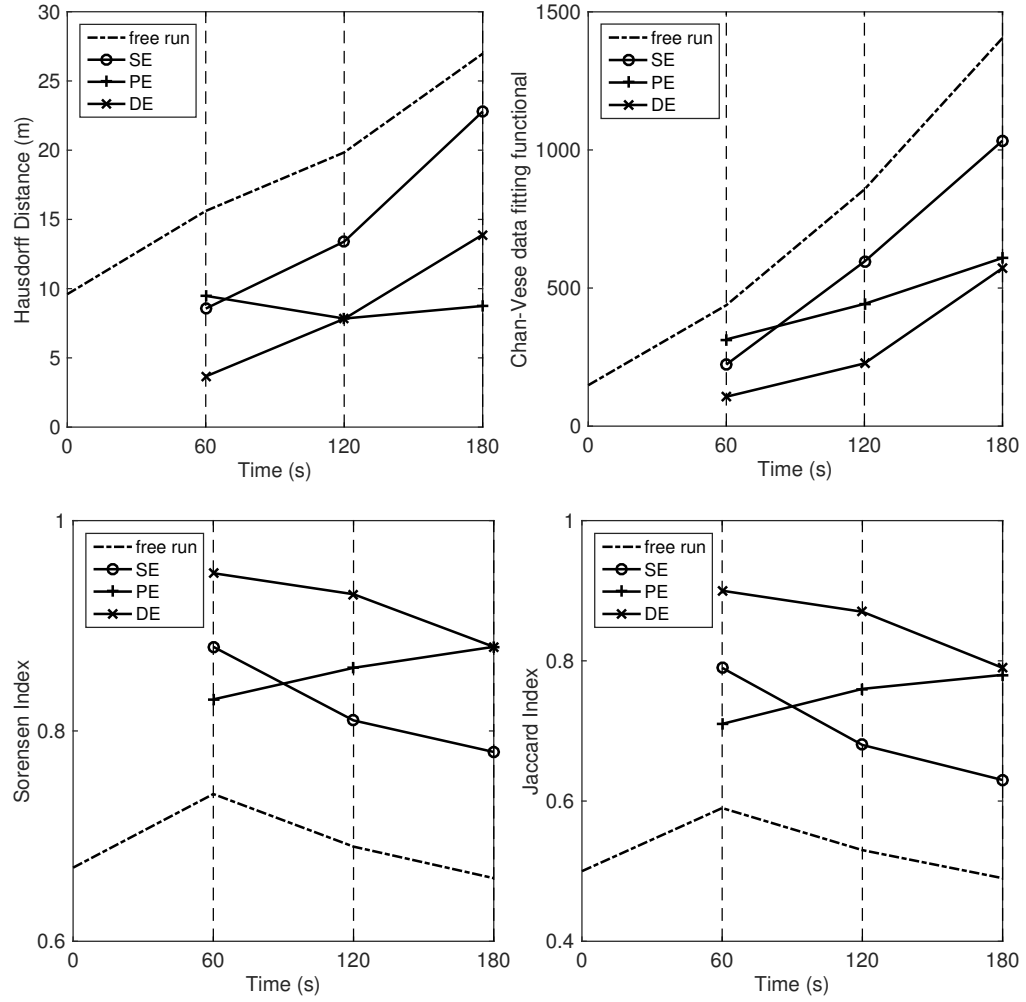 30
25
20
15
10
5
0
0
60
120
180
Hausdorff Distance (m)
Time (s)
free run
SE
PE
DE
1500
1000
500
0
0
60
120
180
Chan-Vese data fitting functional
Time (s)
free run
SE
PE
DE
1
0.8
0.6
0
60
120
180
Sorensen Index
Time (s)
free run
SE
PE
DE
1
0.8
0.6
0.4
0
60
120
180
Jaccard Index
Time (s)
free run
SE
PE
DE